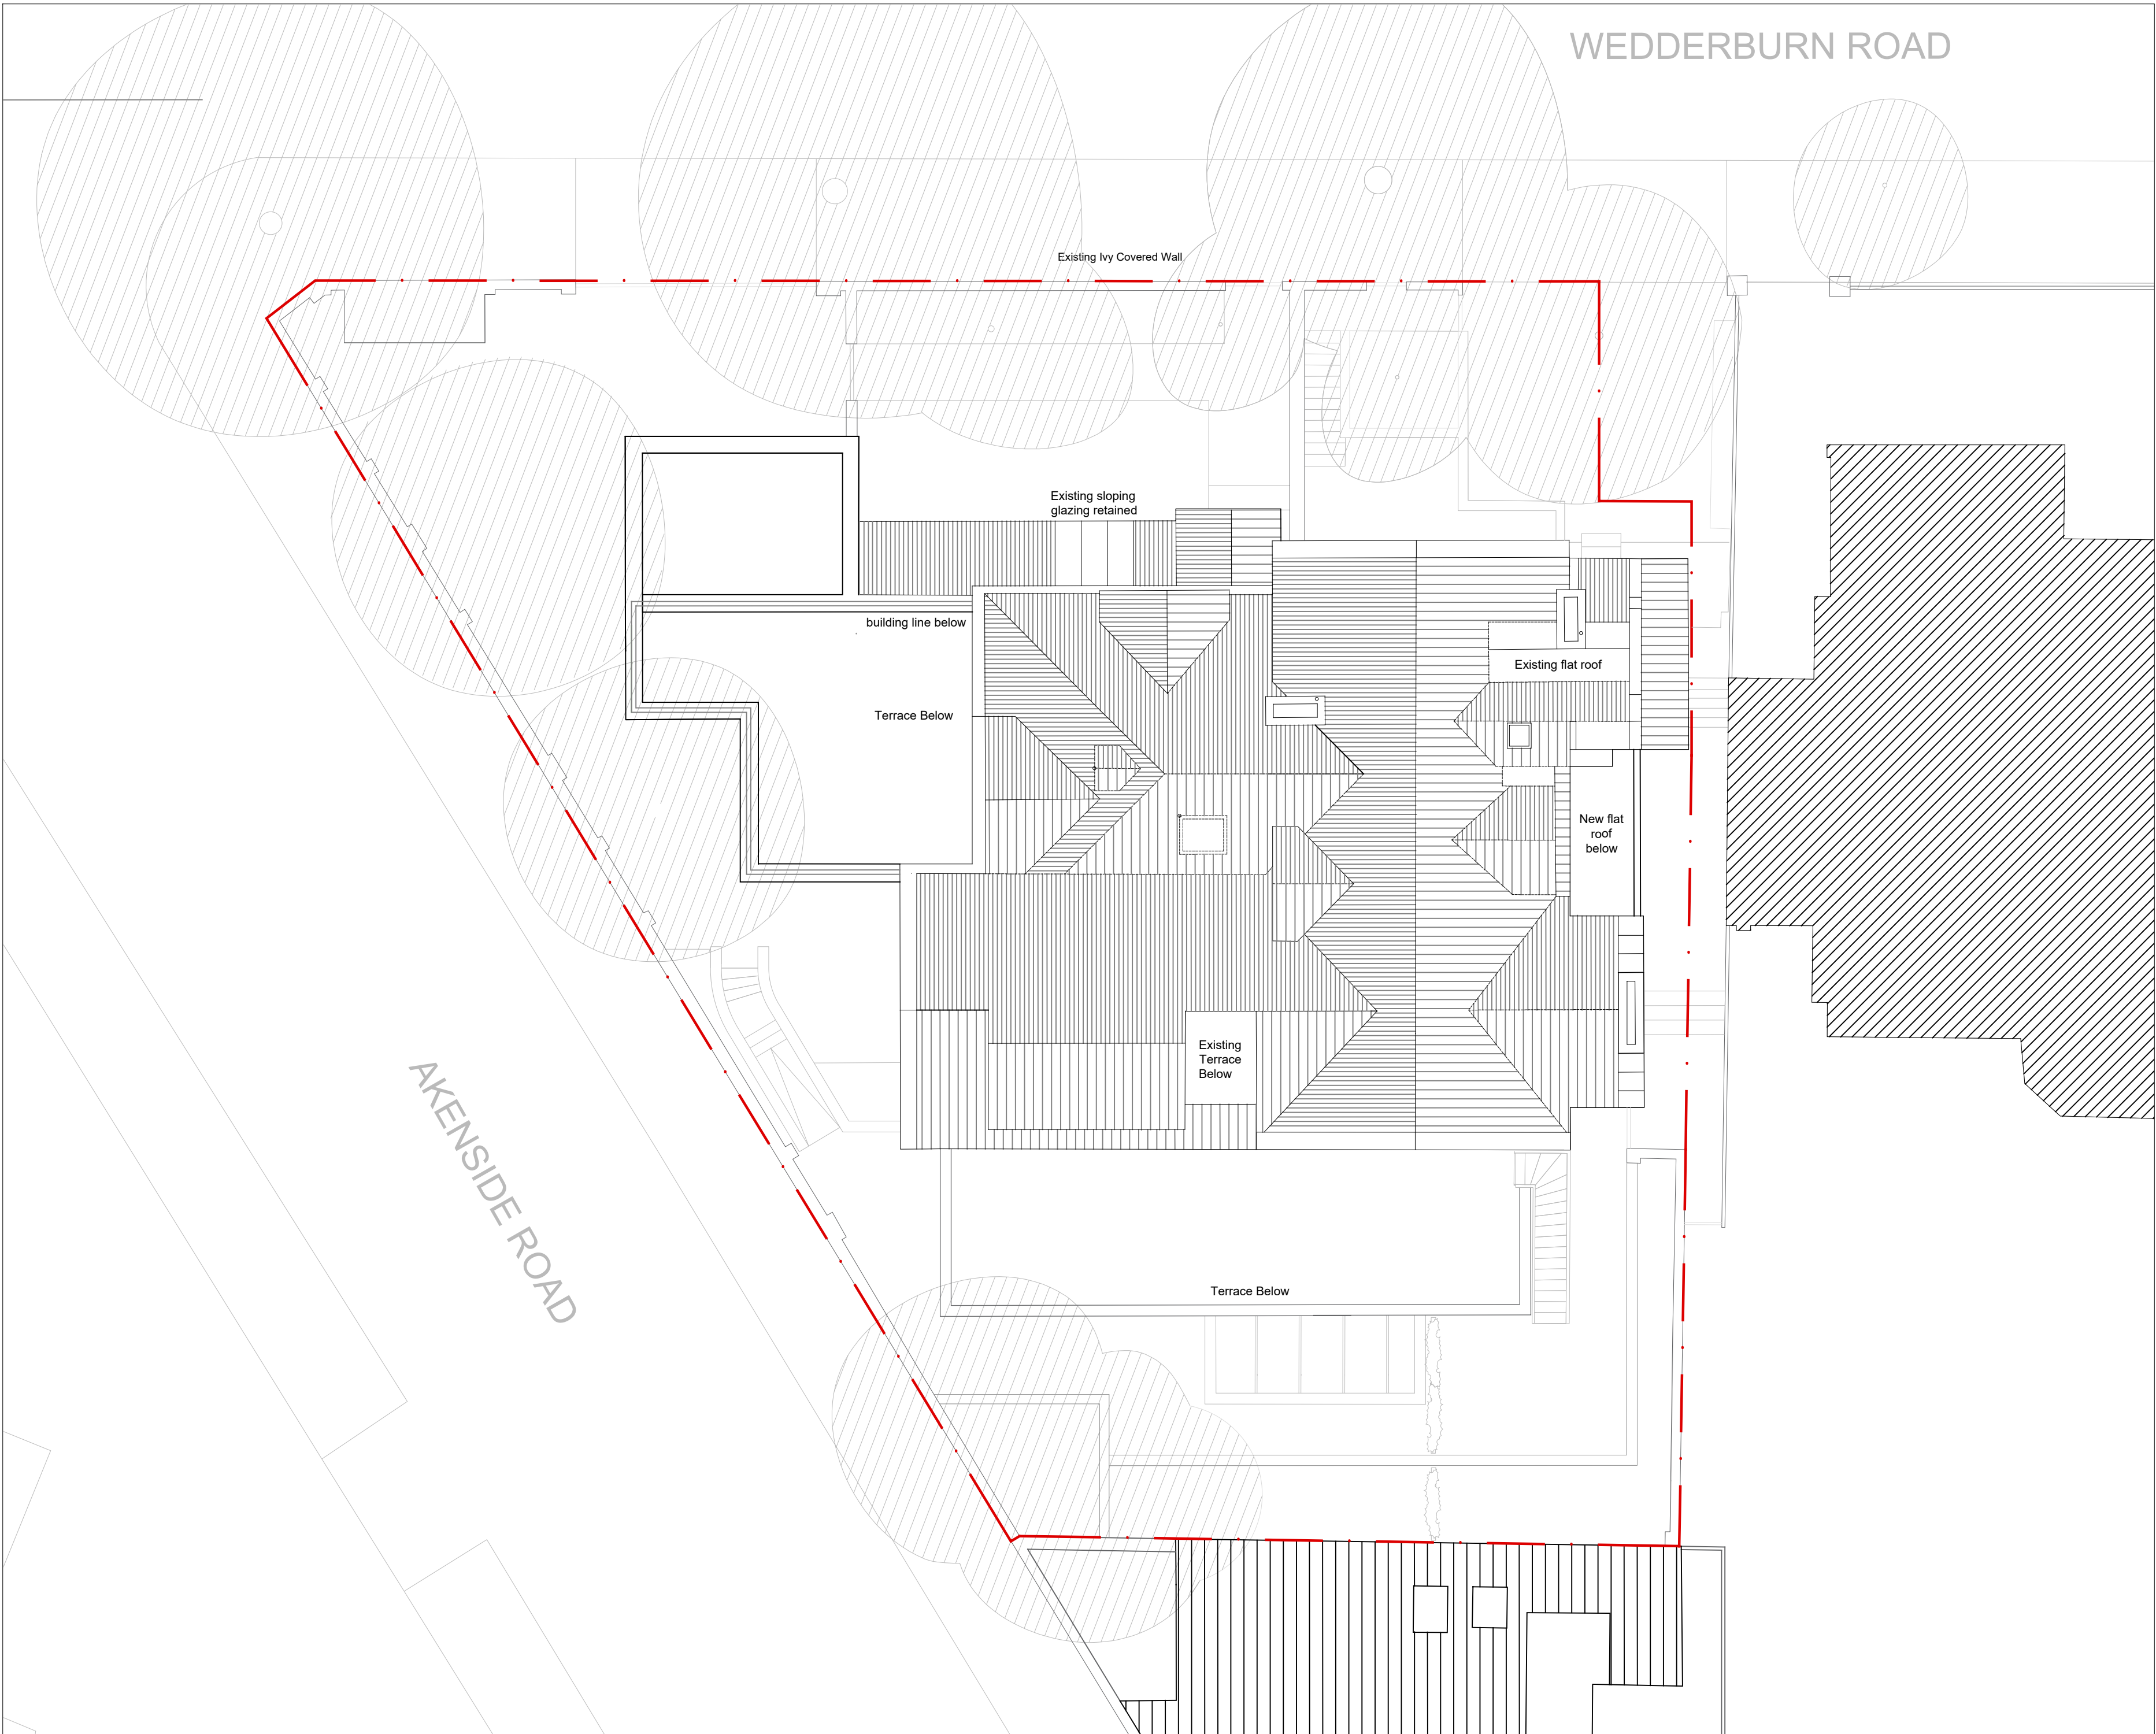 WEDDERBURN ROAD
Existing Ivy Covered Wall
Existing sloping
glazing retained
building line below
Existing flat roof
Terrace Below
New flat
roof
below
Existing
Terrace
Below
AKENSIDE ROAD
Terrace Below